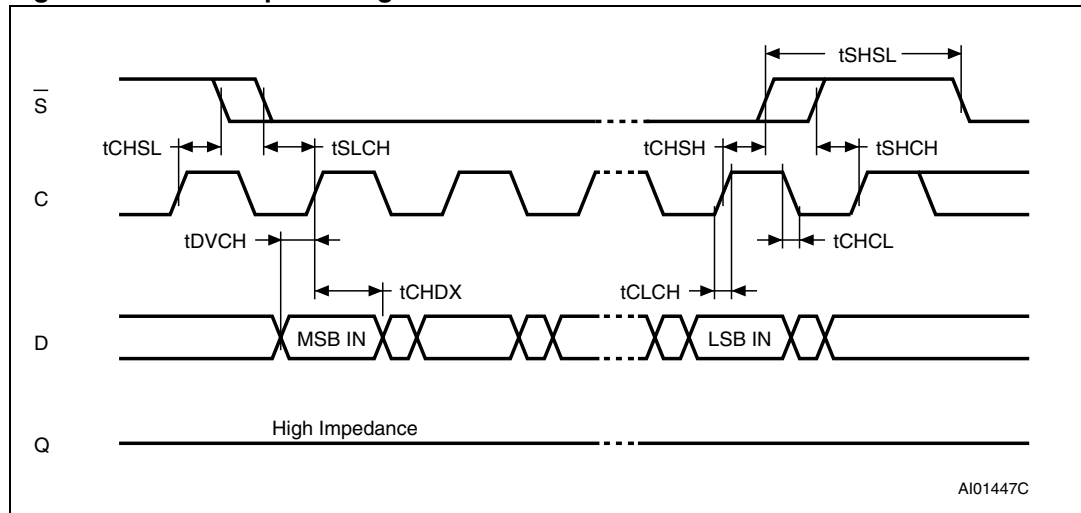 tSHSL
S
tCHSL
tSLCH
tCHSH
tSHCH
C
tDVCH
tCHCL
tCHDX
tCLCH
D
MSB IN
LSB IN
High Impedance
Q
AI01447C